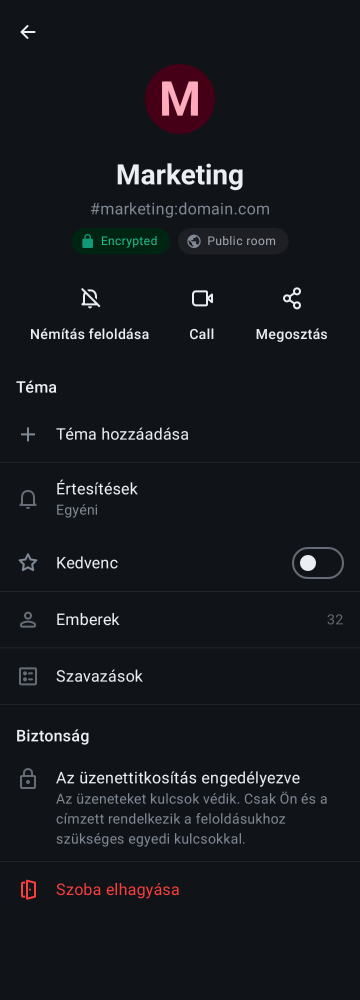 M
Marketing
#marketing:domain.com
Encrypted Public room
Némítás feloldása Call Megosztás
Téma
Téma hozzáadása
Értesítések
Egyéni
Kedvenc
Emberek 32
Szavazások
Biztonság
Az üzenettitkosítás engedélyezve
Az üzeneteket kulcsok védik. Csak Ön és a
címzett rendelkezik a feloldásukhoz
szükséges egyedi kulcsokkal.
Szoba elhagyása